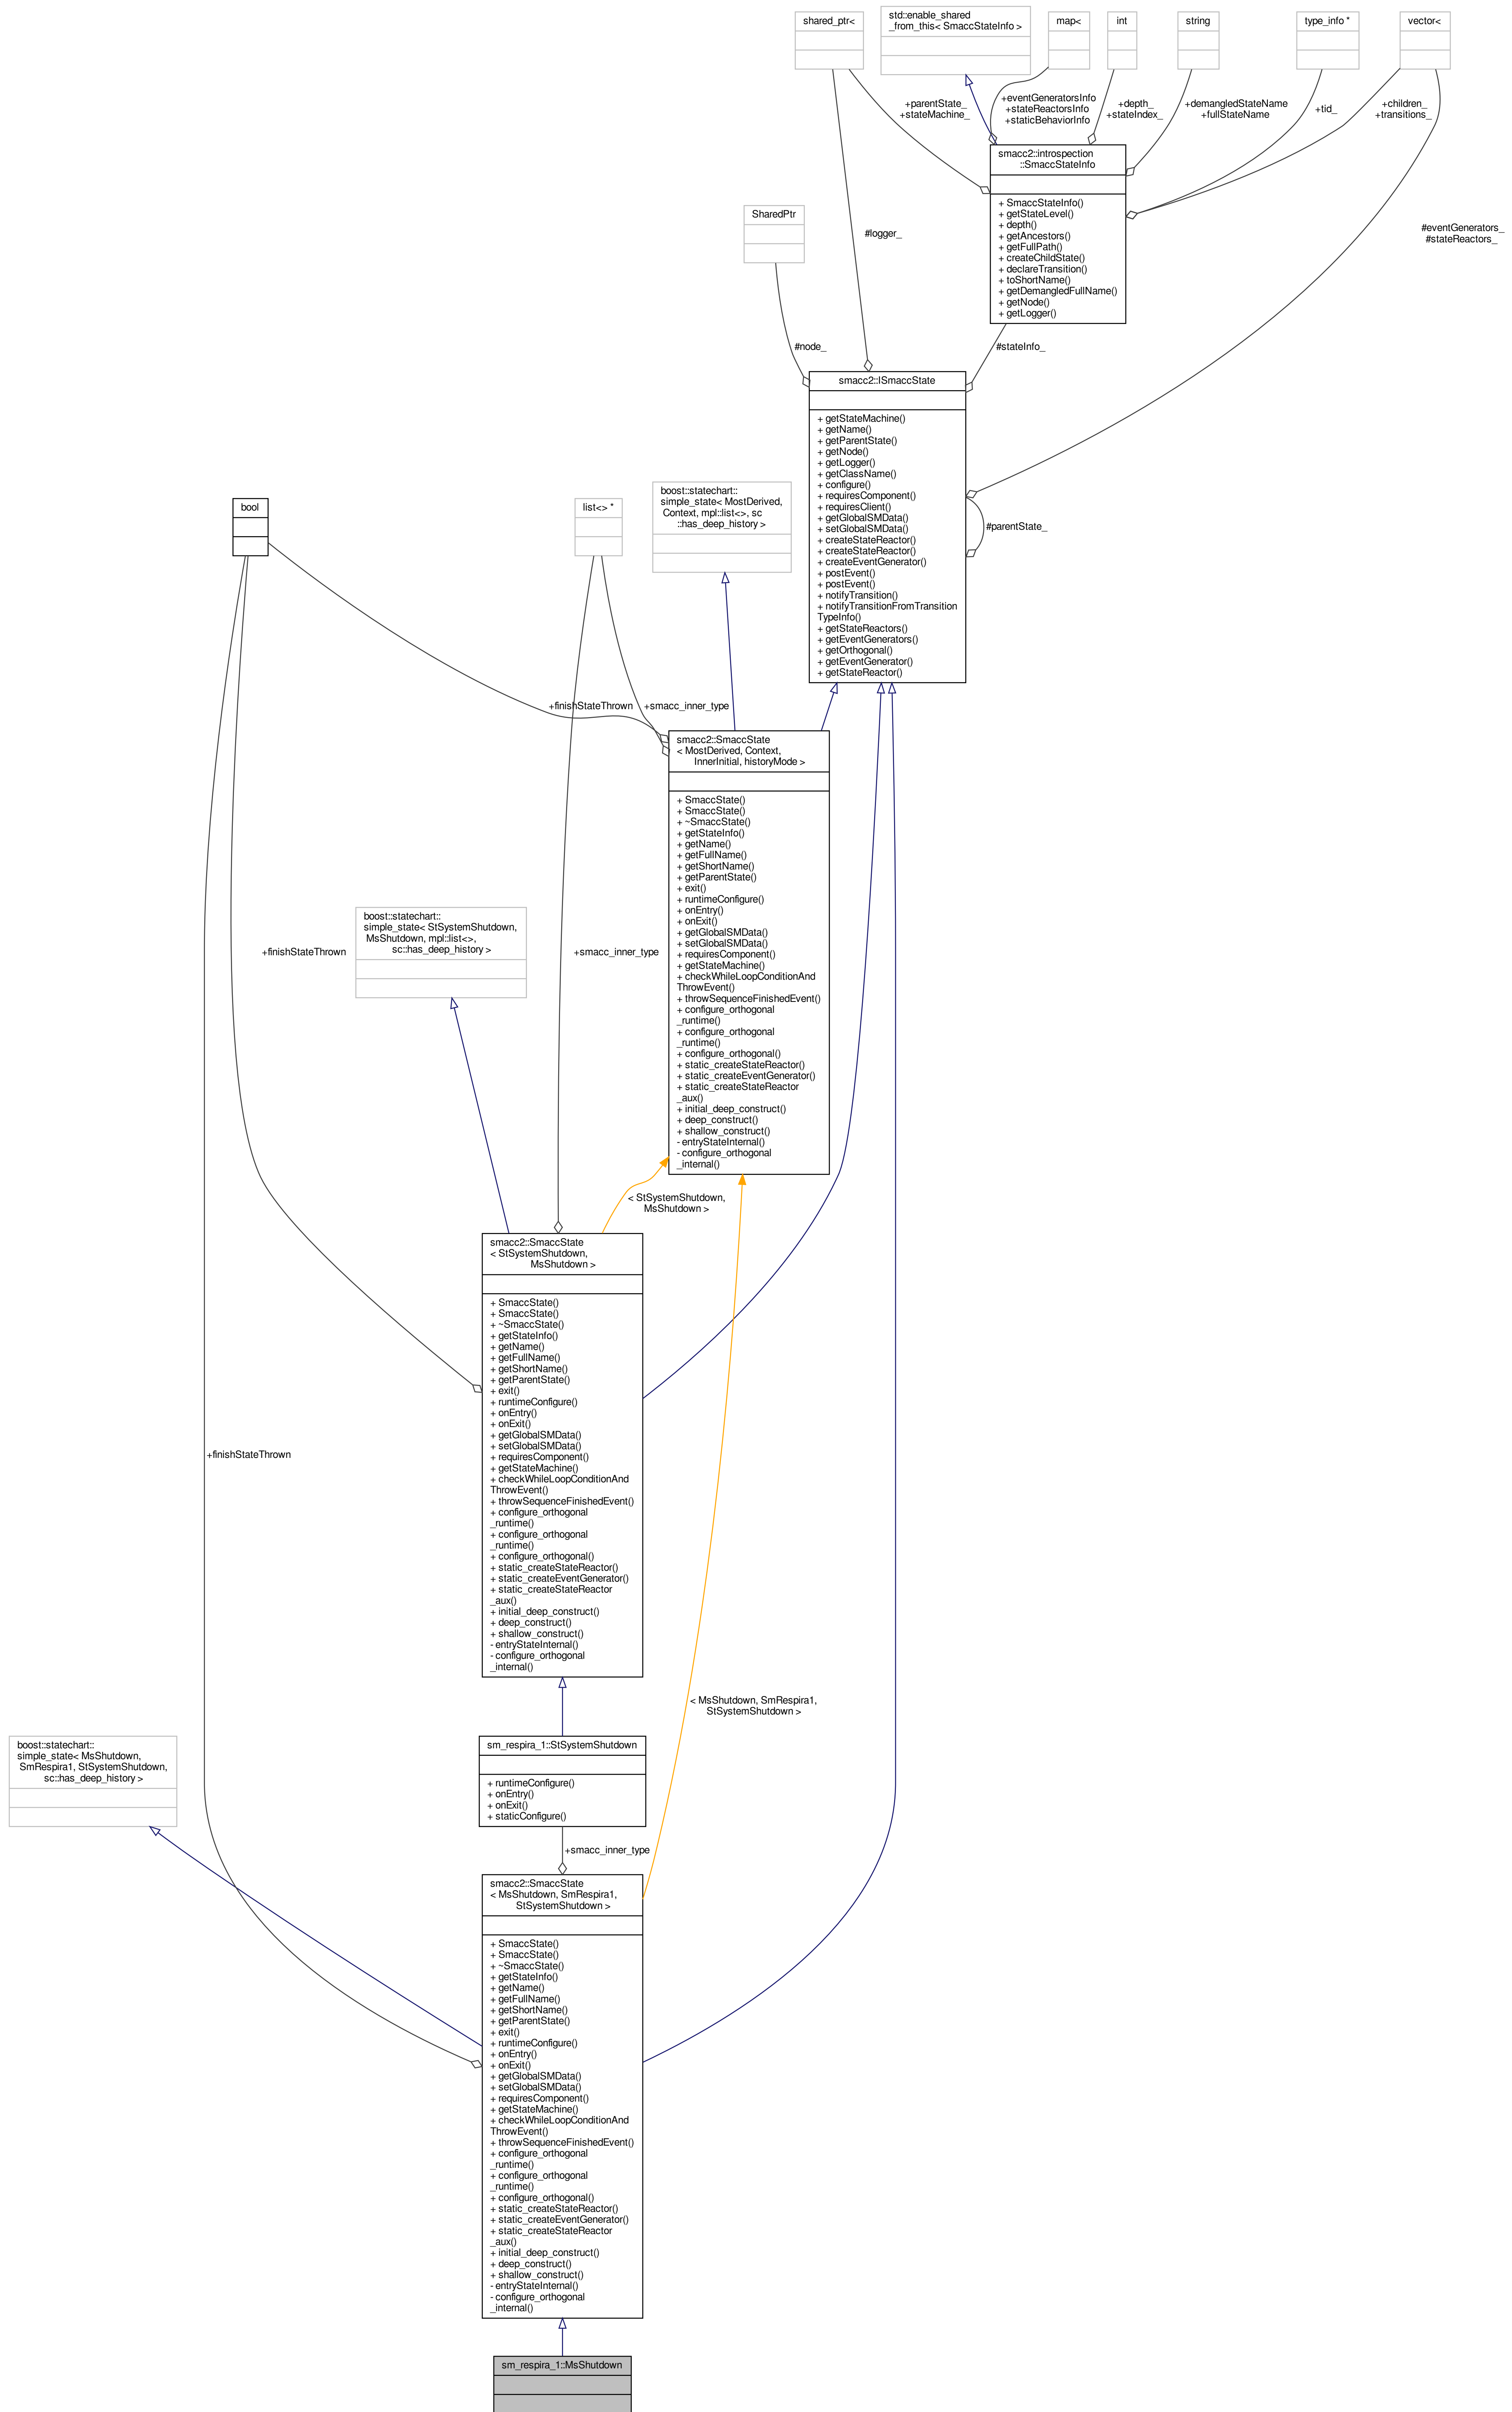 shared_ptr<
std::enable_shared
_from_this< SmaccStateInfo >
map<
int
string
type_info *
vector<
+parentState_
+stateMachine_
+eventGeneratorsInfo
+stateReactorsInfo
+staticBehaviorInfo
+depth_
+stateIndex_
+demangledStateName
+fullStateName
+tid_
+children_
+transitions_
smacc2::introspection
::SmaccStateInfo
+ SmaccStateInfo()
+ getStateLevel()
+ depth()
+ getAncestors()
+ getFullPath()
+ createChildState()
+ declareTransition()
+ toShortName()
+ getDemangledFullName()
+ getNode()
+ getLogger()
SharedPtr
#logger_
#eventGenerators_
#stateReactors_
#node_
#stateInfo_
smacc2::ISmaccState
+ getStateMachine()
+ getName()
+ getParentState()
+ getNode()
+ getLogger()
+ getClassName()
+ configure()
+ requiresComponent()
+ requiresClient()
+ getGlobalSMData()
+ setGlobalSMData()
+ createStateReactor()
+ createStateReactor()
+ createEventGenerator()
+ postEvent()
+ postEvent()
+ notifyTransition()
+ notifyTransitionFromTransition
TypeInfo()
+ getStateReactors()
+ getEventGenerators()
+ getOrthogonal()
+ getEventGenerator()
+ getStateReactor()
#parentState_
bool
list<> *
boost::statechart::
simple_state< MostDerived,
Context, mpl::list<>, sc
::has_deep_history >
+finishStateThrown
+smacc_inner_type
smacc2::SmaccState
< MostDerived, Context,
InnerInitial, historyMode >
+ SmaccState()
+ SmaccState()
+ ~SmaccState()
+ getStateInfo()
+ getName()
+ getFullName()
+ getShortName()
+ getParentState()
+ exit()
+ runtimeConfigure()
+ onEntry()
+ onExit()
+ getGlobalSMData()
+ setGlobalSMData()
+ requiresComponent()
+ getStateMachine()
+ checkWhileLoopConditionAnd
ThrowEvent()
+ throwSequenceFinishedEvent()
+ configure_orthogonal
_runtime()
+ configure_orthogonal
_runtime()
+ configure_orthogonal()
+ static_createStateReactor()
+ static_createEventGenerator()
+ static_createStateReactor
_aux()
+ initial_deep_construct()
+ deep_construct()
+ shallow_construct()
- entryStateInternal()
- configure_orthogonal
_internal()
boost::statechart::
simple_state< StSystemShutdown,
MsShutdown, mpl::list<>,
sc::has_deep_history >
+finishStateThrown
+smacc_inner_type
< StSystemShutdown,
MsShutdown >
smacc2::SmaccState
< StSystemShutdown,
MsShutdown >
+ SmaccState()
+ SmaccState()
+ ~SmaccState()
+ getStateInfo()
+ getName()
+ getFullName()
+ getShortName()
+ getParentState()
+ exit()
+ runtimeConfigure()
+ onEntry()
+ onExit()
+ getGlobalSMData()
+ setGlobalSMData()
+ requiresComponent()
+ getStateMachine()
+ checkWhileLoopConditionAnd
ThrowEvent()
+ throwSequenceFinishedEvent()
+ configure_orthogonal
_runtime()
+ configure_orthogonal
_runtime()
+ configure_orthogonal()
+ static_createStateReactor()
+ static_createEventGenerator()
+ static_createStateReactor
_aux()
+ initial_deep_construct()
+ deep_construct()
+ shallow_construct()
- entryStateInternal()
- configure_orthogonal
_internal()
+finishStateThrown
< MsShutdown, SmRespira1,
StSystemShutdown >
boost::statechart::
simple_state< MsShutdown,
SmRespira1, StSystemShutdown,
sc::has_deep_history >
sm_respira_1::StSystemShutdown
+ runtimeConfigure()
+ onEntry()
+ onExit()
+ staticConfigure()
+smacc_inner_type
smacc2::SmaccState
< MsShutdown, SmRespira1,
StSystemShutdown >
+ SmaccState()
+ SmaccState()
+ ~SmaccState()
+ getStateInfo()
+ getName()
+ getFullName()
+ getShortName()
+ getParentState()
+ exit()
+ runtimeConfigure()
+ onEntry()
+ onExit()
+ getGlobalSMData()
+ setGlobalSMData()
+ requiresComponent()
+ getStateMachine()
+ checkWhileLoopConditionAnd
ThrowEvent()
+ throwSequenceFinishedEvent()
+ configure_orthogonal
_runtime()
+ configure_orthogonal
_runtime()
+ configure_orthogonal()
+ static_createStateReactor()
+ static_createEventGenerator()
+ static_createStateReactor
_aux()
+ initial_deep_construct()
+ deep_construct()
+ shallow_construct()
- entryStateInternal()
- configure_orthogonal
_internal()
sm_respira_1::MsShutdown